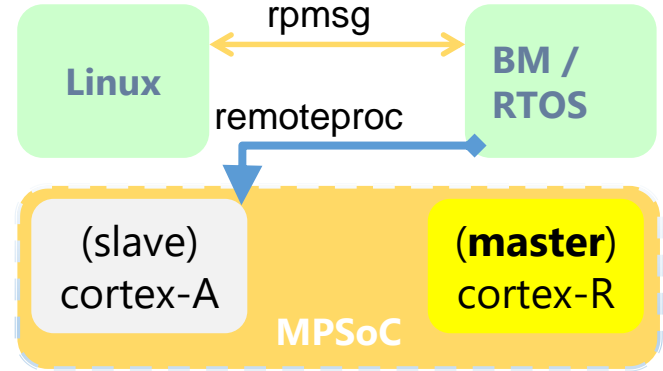 rpmsg
Linux
BM /
RTOS
remoteproc
(slave)
cortex-A
(master)
cortex-R
MPSoC